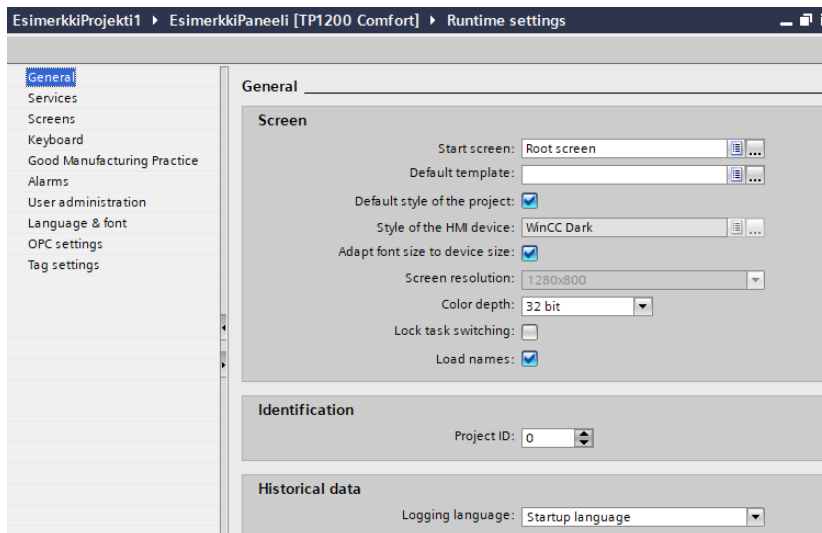 EsimerkkiProjekti1 ▸ EsimerkkiPaneeli [TP1200 Comfort] ▸ Runtime settings
General
Services
Screens
Keyboard
Good Manufacturing Practice
Alarms
User administration
Language & font
OPC settings
Tag settings
General
Screen
Start screen: Root screen
Default template:
Default style of the project:
Style of the HMI device: WinCC Dark
Adapt font size to device size:
Screen resolution: 1280x800
Color depth: 32 bit
Lock task switching:
Load names:
Identification
Project ID: 0
Historical data
Logging language: Startup language